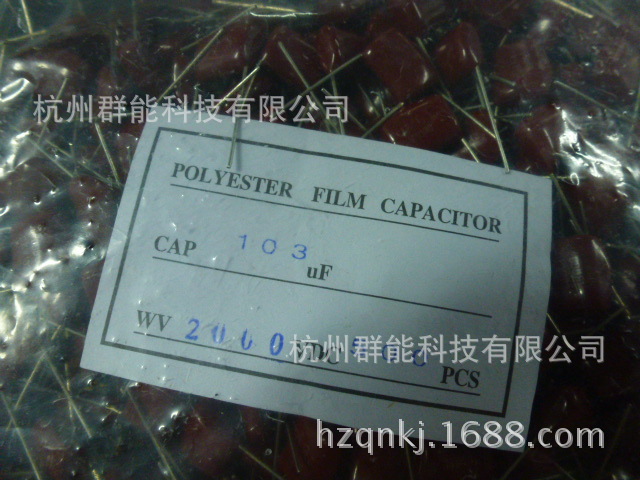 杭州群能科技有限公司
POLYESTER FILM CAPACITOR
CAP 103 uF
WV 2000 VDC PCS
杭州群能科技有限公司
hzqnkj.1688.com